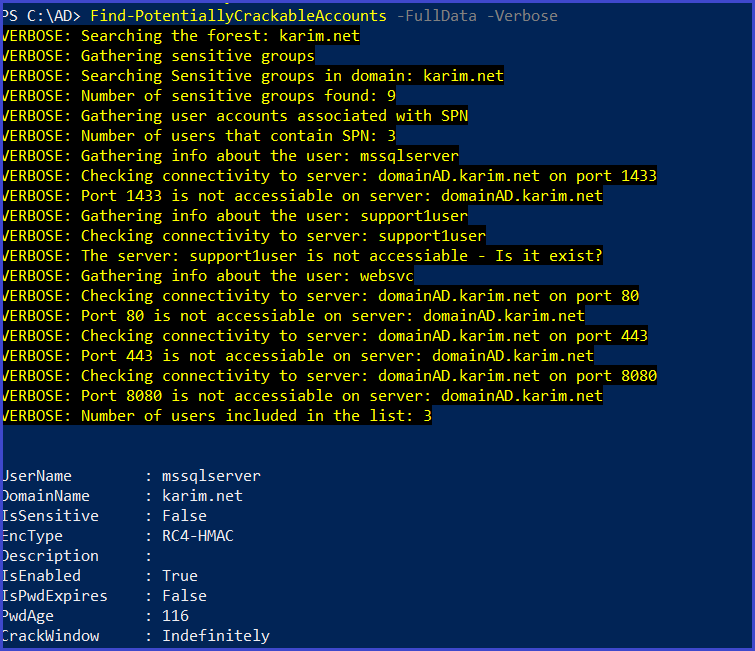 PS C:\AD> Find-PotentiallyCrackableAccounts -FullData -Verbose
VERBOSE: Searching the forest: karim.net
VERBOSE: Gathering sensitive groups
VERBOSE: Searching Sensitive groups in domain: karim.net
VERBOSE: Number of sensitive groups found: 9
VERBOSE: Gathering user accounts associated with SPN
VERBOSE: Number of users that contain SPN: 3
VERBOSE: Gathering info about the user: mssqlserver
VERBOSE: Checking connectivity to server: domainAD.karim.net on port 1433
VERBOSE: Port 1433 is not accessiable on server: domainAD.karim.net
VERBOSE: Gathering info about the user: support1user
VERBOSE: Checking connectivity to server: support1user
VERBOSE: The server: support1user is not accessiable - Is it exist?
VERBOSE: Gathering info about the user: websvc
VERBOSE: Checking connectivity to server: domainAD.karim.net on port 80
VERBOSE: Port 80 is not accessiable on server: domainAD.karim.net
VERBOSE: Checking connectivity to server: domainAD.karim.net on port 443
VERBOSE: Port 443 is not accessiable on server: domainAD.karim.net
VERBOSE: Checking connectivity to server: domainAD.karim.net on port 8080
VERBOSE: Port 8080 is not accessiable on server: domainAD.karim.net
VERBOSE: Number of users included in the list: 3
UserName : mssqlserver
DomainName : karim.net
IsSensitive : False
EncType : RC4-HMAC
Description :
IsEnabled : True
IsPwdExpires : False
PwdAge : 116
CrackWindow : Indefinitely